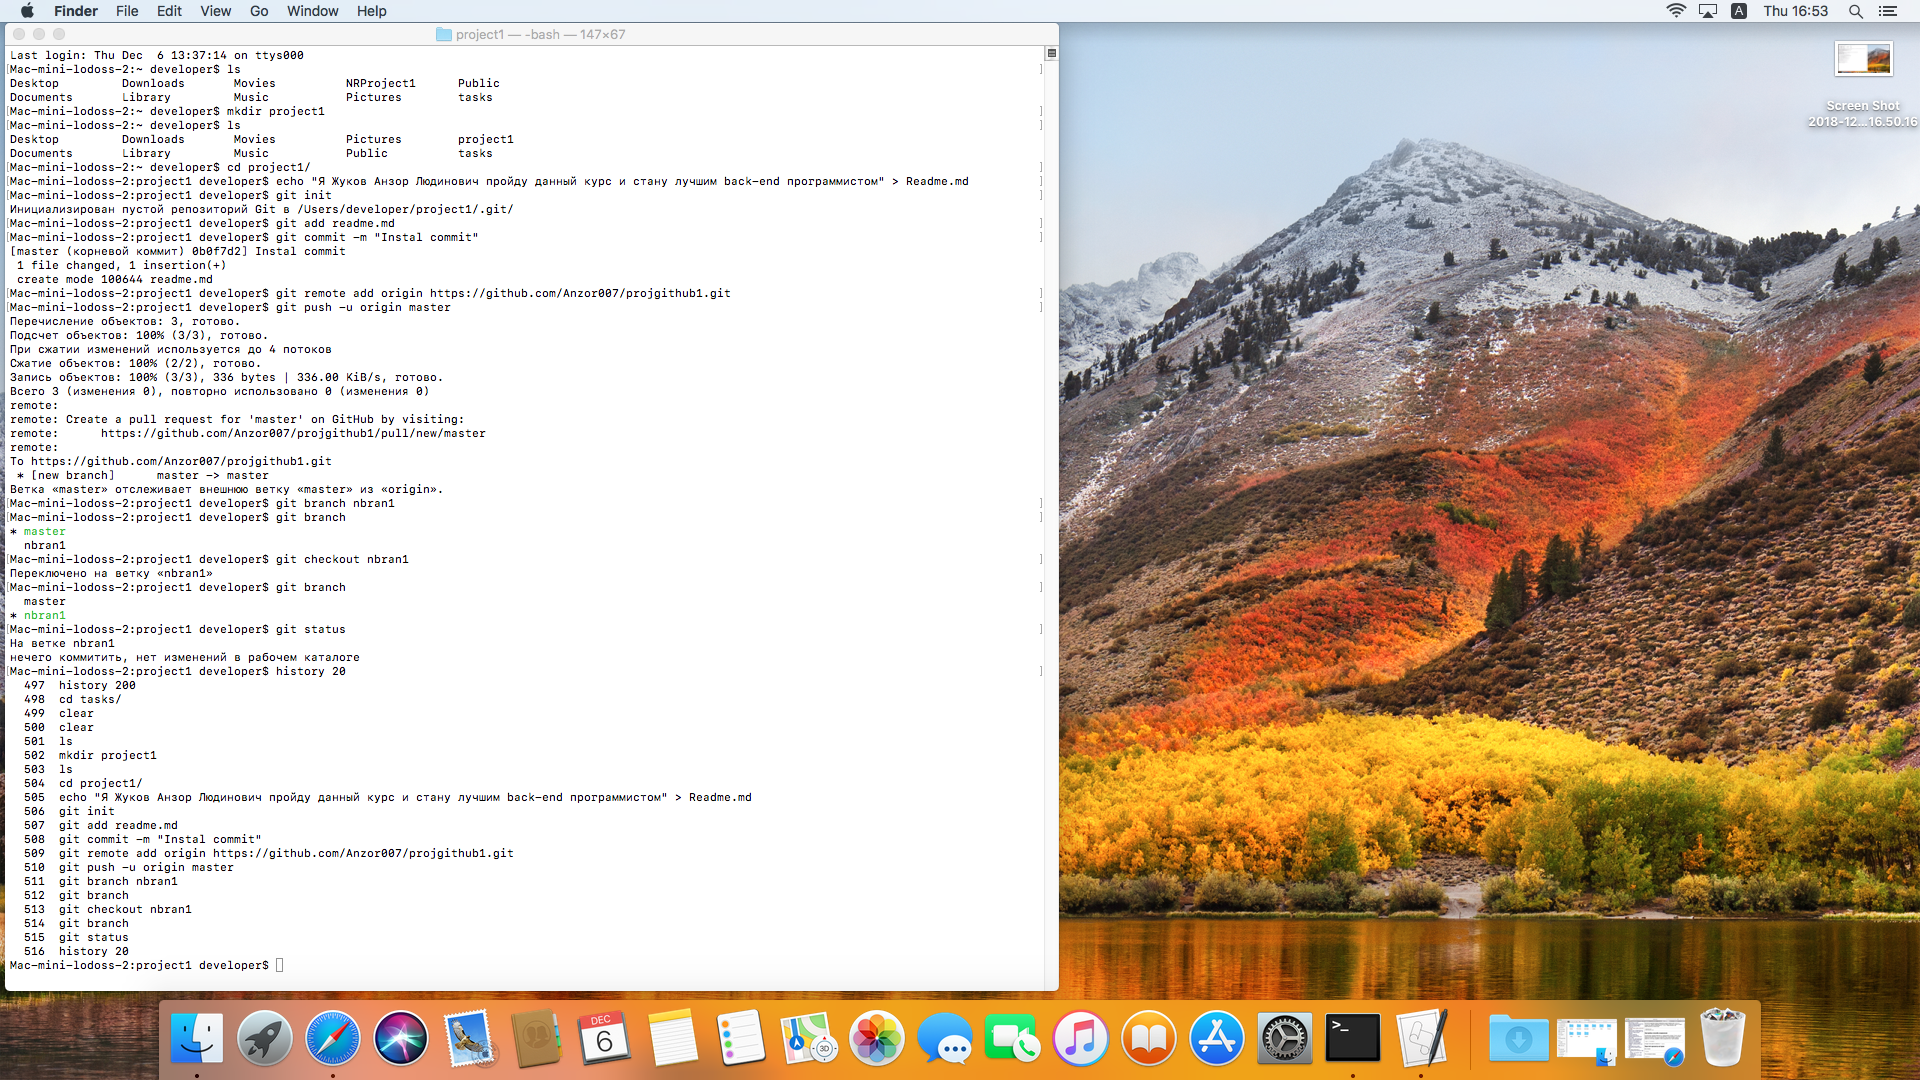 Finder File Edit View Go Window Help
A Thu 16:53
project1 — -bash — 147×67
Last login: Thu Dec  6 13:37:14 on ttys000
[Mac-mini-lodoss-2:~ developer$ ls ]
Desktop Downloads Movies NRProject1 Public
Documents Library Music Pictures tasks
[Mac-mini-lodoss-2:~ developer$ mkdir project1 ]
[Mac-mini-lodoss-2:~ developer$ ls ]
Desktop Downloads Movies Pictures project1
Documents Library Music Public tasks
[Mac-mini-lodoss-2:~ developer$ cd project1/ ]
[Mac-mini-lodoss-2:project1 developer$ echo "Я Жуков Анзор Людинович пройду данный курс и стану лучшим back-end программистом" > Readme.md ]
[Mac-mini-lodoss-2:project1 developer$ git init ]
Инициализирован пустой репозиторий Git в /Users/developer/project1/.git/
[Mac-mini-lodoss-2:project1 developer$ git add readme.md ]
[Mac-mini-lodoss-2:project1 developer$ git commit -m "Instal commit" ]
[master (корневой коммит) 0b0f7d2] Instal commit
 1 file changed, 1 insertion(+)
 create mode 100644 readme.md
[Mac-mini-lodoss-2:project1 developer$ git remote add origin https://github.com/Anzor007/projgithub1.git ]
[Mac-mini-lodoss-2:project1 developer$ git push -u origin master ]
Перечисление объектов: 3, готово.
Подсчет объектов: 100% (3/3), готово.
При сжатии изменений используется до 4 потоков
Сжатие объектов: 100% (2/2), готово.
Запись объектов: 100% (3/3), 336 bytes | 336.00 KiB/s, готово.
Всего 3 (изменения 0), повторно использовано 0 (изменения 0)
remote:
remote: Create a pull request for 'master' on GitHub by visiting:
remote:      https://github.com/Anzor007/projgithub1/pull/new/master
remote:
To https://github.com/Anzor007/projgithub1.git
 * [new branch]      master -> master
Ветка «master» отслеживает внешнюю ветку «master» из «origin».
[Mac-mini-lodoss-2:project1 developer$ git branch nbran1 ]
[Mac-mini-lodoss-2:project1 developer$ git branch ]
* master
  nbran1
[Mac-mini-lodoss-2:project1 developer$ git checkout nbran1 ]
Переключено на ветку «nbran1»
[Mac-mini-lodoss-2:project1 developer$ git branch ]
  master
* nbran1
[Mac-mini-lodoss-2:project1 developer$ git status ]
На ветке nbran1
нечего коммитить, нет изменений в рабочем каталоге
[Mac-mini-lodoss-2:project1 developer$ history 20 ]
  497  history 200
  498  cd tasks/
  499  clear
  500  clear
  501  ls
  502  mkdir project1
  503  ls
  504  cd project1/
  505  echo "Я Жуков Анзор Людинович пройду данный курс и стану лучшим back-end программистом" > Readme.md
  506  git init
  507  git add readme.md
  508  git commit -m "Instal commit"
  509  git remote add origin https://github.com/Anzor007/projgithub1.git
  510  git push -u origin master
  511  git branch nbran1
  512  git branch
  513  git checkout nbran1
  514  git branch
  515  git status
  516  history 20
Mac-mini-lodoss-2:project1 developer$
Screen Shot
2018-12...16.50.16
DEC
6
3D
>_